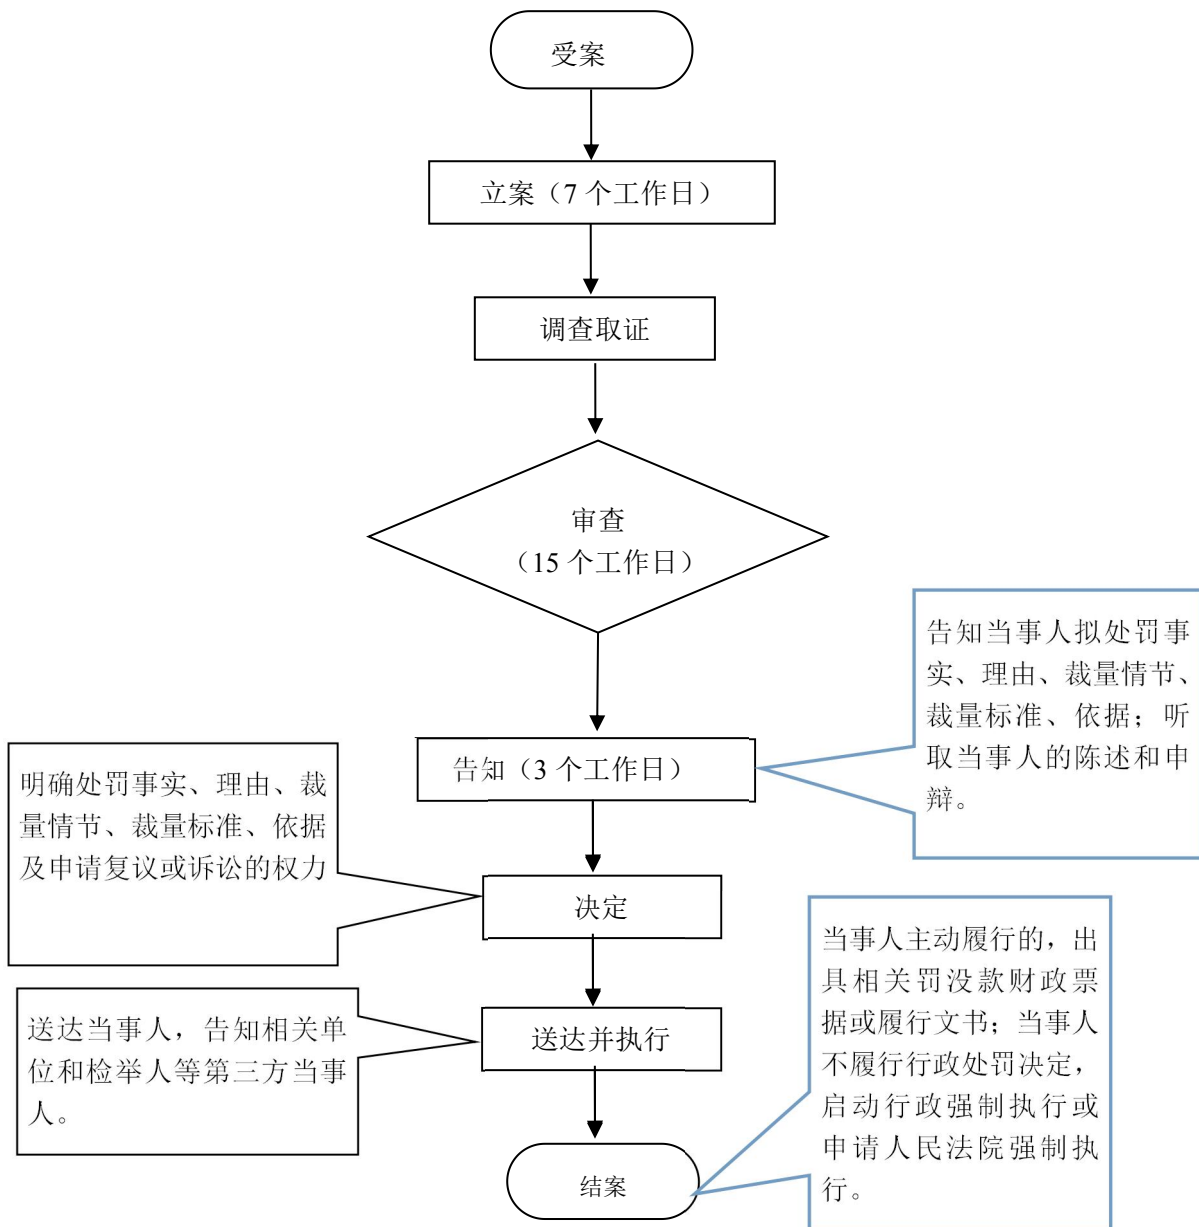 受案
立案（7 个工作日）
调查取证
审查
（15 个工作日）
告知当事人拟处罚事
实、理由、裁量情节、
裁量标准、依据；听
取当事人的陈述和申
辩。
告知（3 个工作日）
明确处罚事实、理由、裁
量情节、裁量标准、依据
及申请复议或诉讼的权力
决定
当事人主动履行的，出
具相关罚没款财政票
据或履行文书；当事人
不履行行政处罚决定，
启动行政强制执行或
申请人民法院强制执
行。
送达当事人，告知相关单
位和检举人等第三方当事
人。
送达并执行
结案